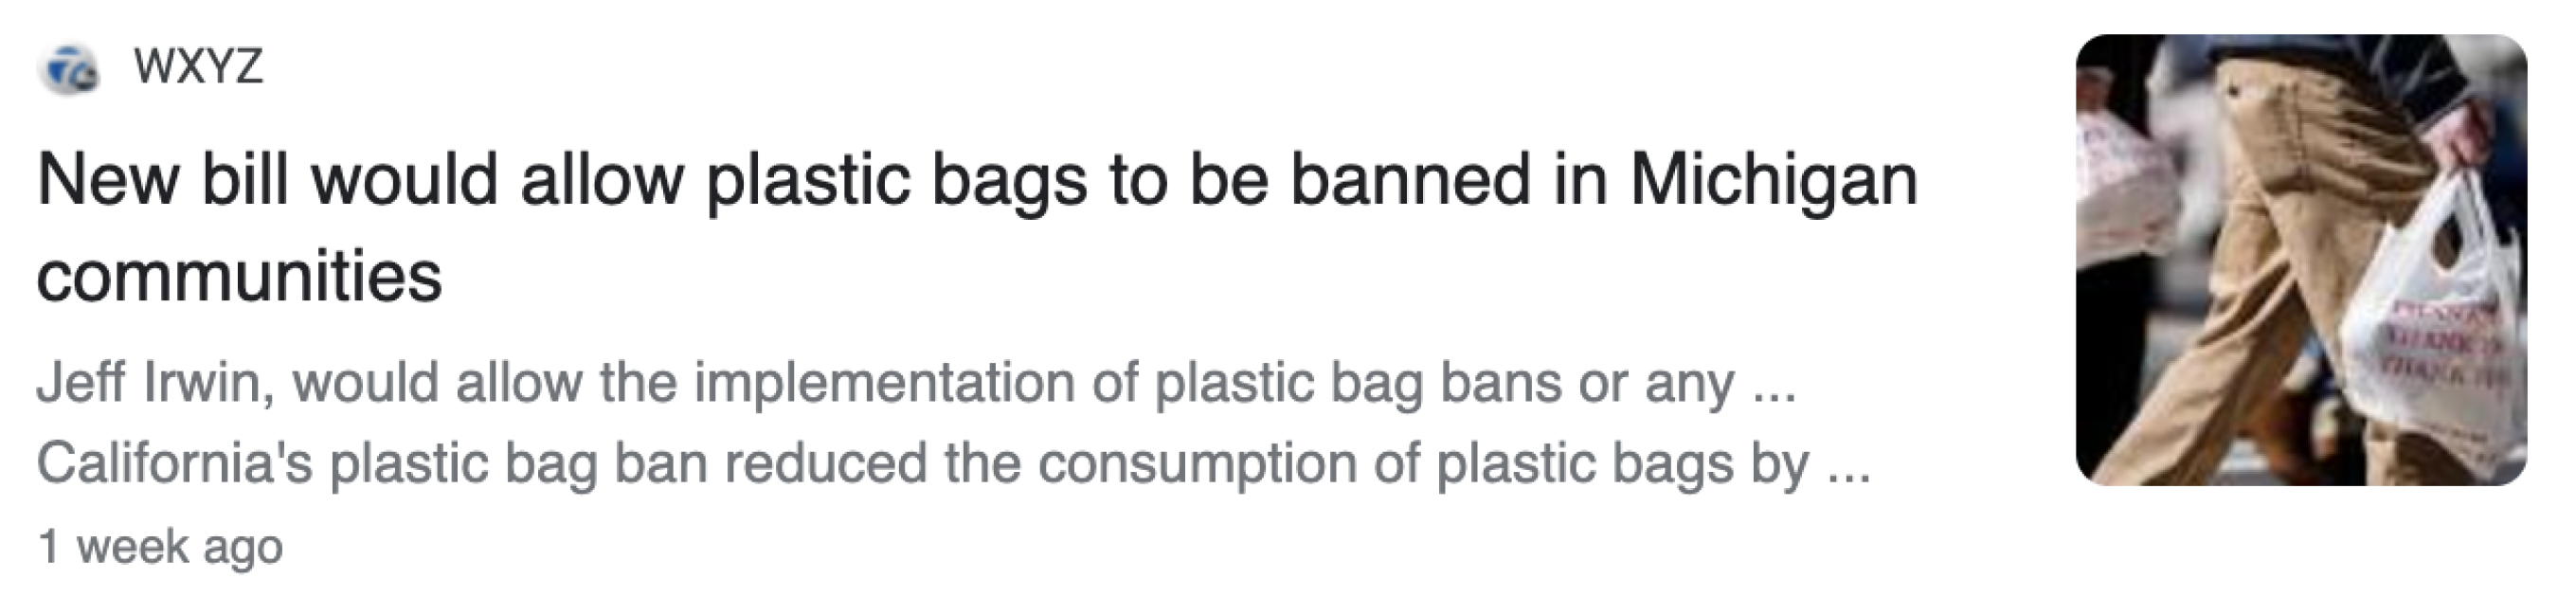 WXYZ
New bill would allow plastic bags to be banned in Michigan
communities
Jeff Irwin, would allow the implementation of plastic bag bans or any ...
California's plastic bag ban reduced the consumption of plastic bags by ...
1 week ago
THANK
THANK